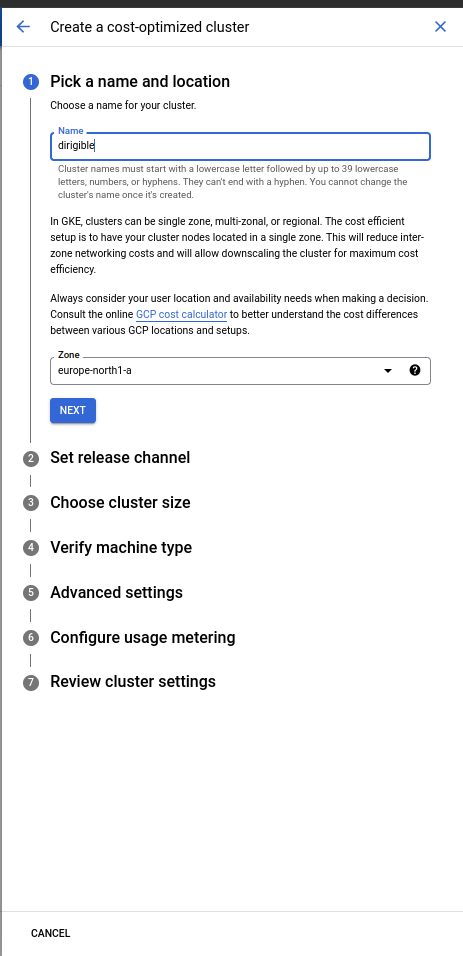 Create a cost-optimized cluster
1 Pick a name and location
Choose a name for your cluster.
Name
dirigible
Cluster names must start with a lowercase letter followed by up to 39 lowercase
letters, numbers, or hyphens. They can't end with a hyphen. You cannot change the
cluster's name once it's created.
In GKE, clusters can be single zone, multi-zonal, or regional. The cost efficient
setup is to have your cluster nodes located in a single zone. This will reduce inter-
zone networking costs and will allow downscaling the cluster for maximum cost
efficiency.
Always consider your user location and availability needs when making a decision.
Consult the online GCP cost calculator to better understand the cost differences
between various GCP locations and setups.
Zone
europe-north1-a
?
NEXT
2 Set release channel
3 Choose cluster size
4 Verify machine type
5 Advanced settings
6 Configure usage metering
7 Review cluster settings
CANCEL